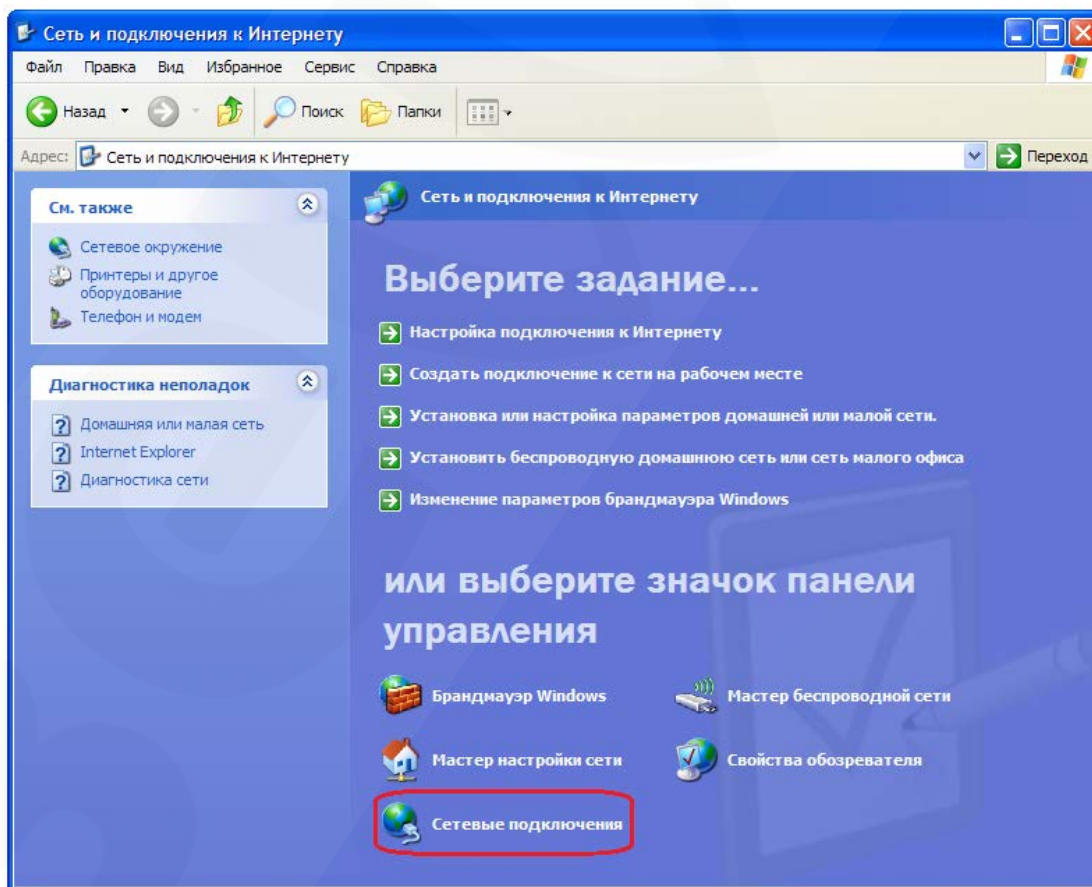 Сеть и подключения к Интернету
Файл Правка Вид Избранное Сервис Справка
Назад Поиск Папки
Адрес: Сеть и подключения к Интернету Переход
См. также
Сетевое окружение
Принтеры и другое
оборудование
Телефон и модем
Диагностика неполадок
Домашняя или малая сеть
Internet Explorer
Диагностика сети
Сеть и подключения к Интернету
Выберите задание...
Настройка подключения к Интернету
Создать подключение к сети на рабочем месте
Установка или настройка параметров домашней или малой сети.
Установить беспроводную домашнюю сеть или сеть малого офиса
Изменение параметров брандмауэра Windows
или выберите значок панели
управления
Брандмауэр Windows Мастер беспроводной сети
Мастер настройки сети Свойства обозревателя
Сетевые подключения